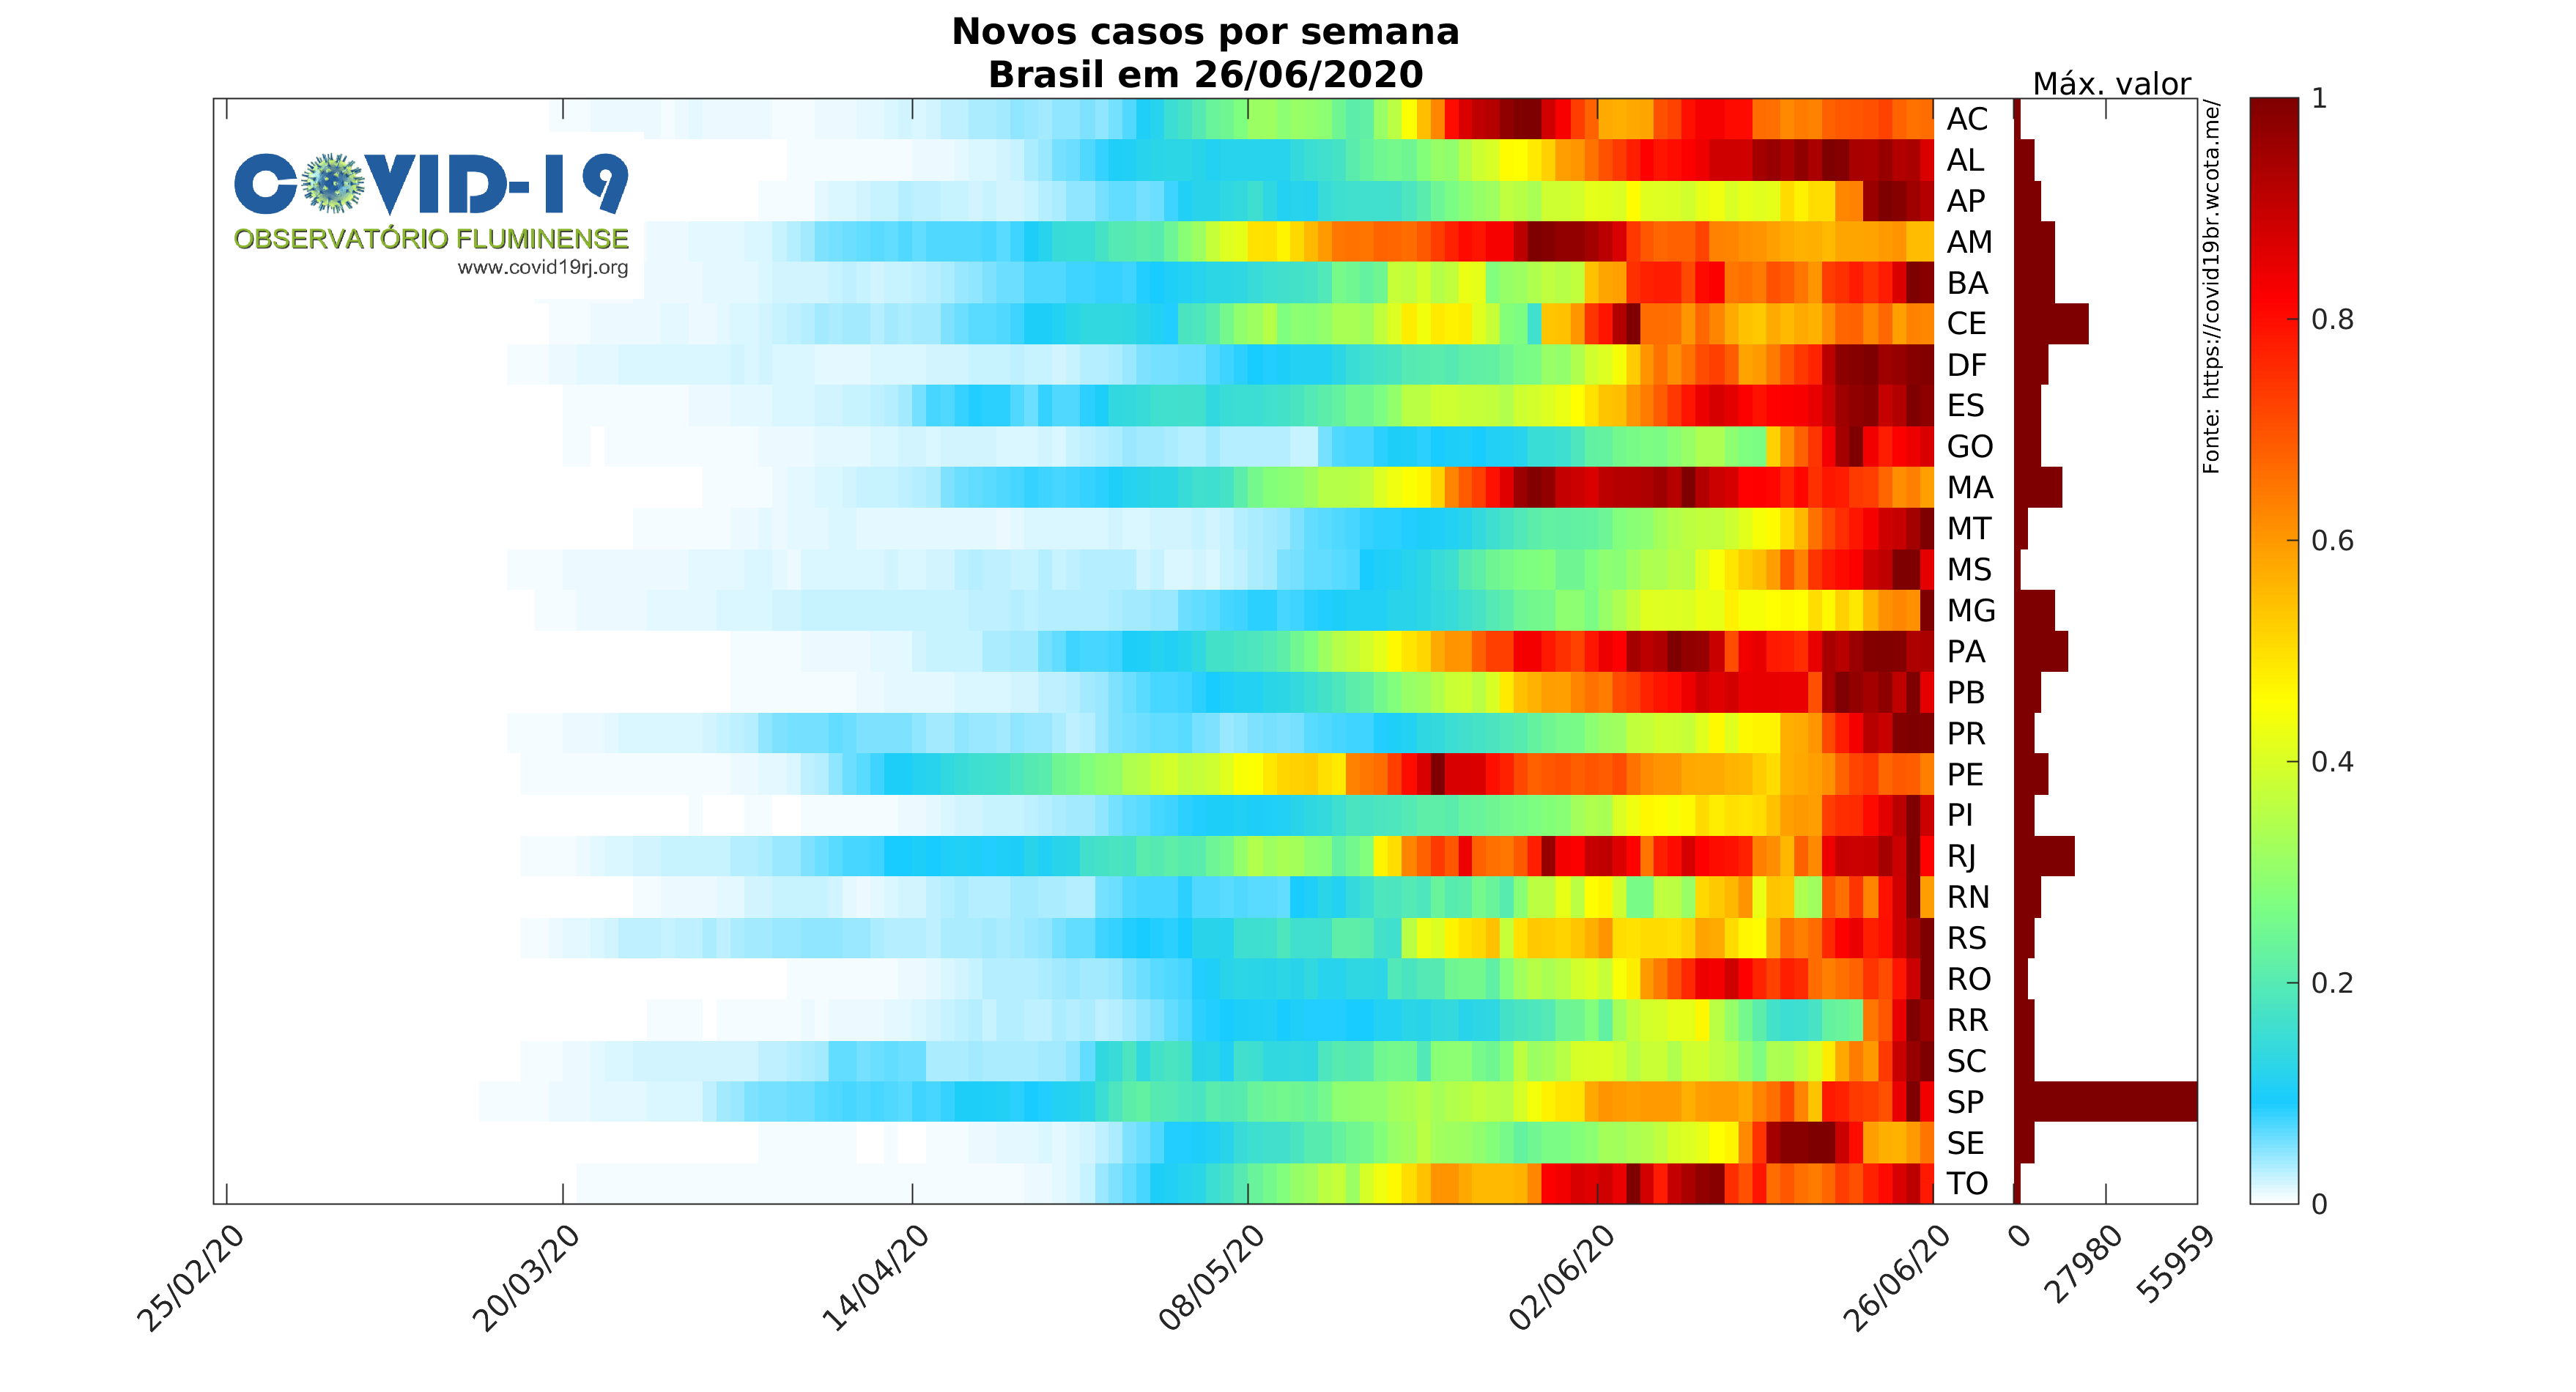 Novos casos por semana
Brasil em 26/06/2020
Máx. valor
COVID-19
OBSERVATÓRIO FLUMINENSE
www.covid19rj.org
AC
AL
AP
AM
BA
CE
DF
ES
GO
MA
MT
MS
MG
PA
PB
PR
PE
PI
RJ
RN
RS
RO
RR
SC
SP
SE
TO
Fonte: https://covid19br.wcota.me/
1
0.8
0.6
0.4
0.2
0
25/02/20
20/03/20
14/04/20
08/05/20
02/06/20
26/06/20
0
27980
55959